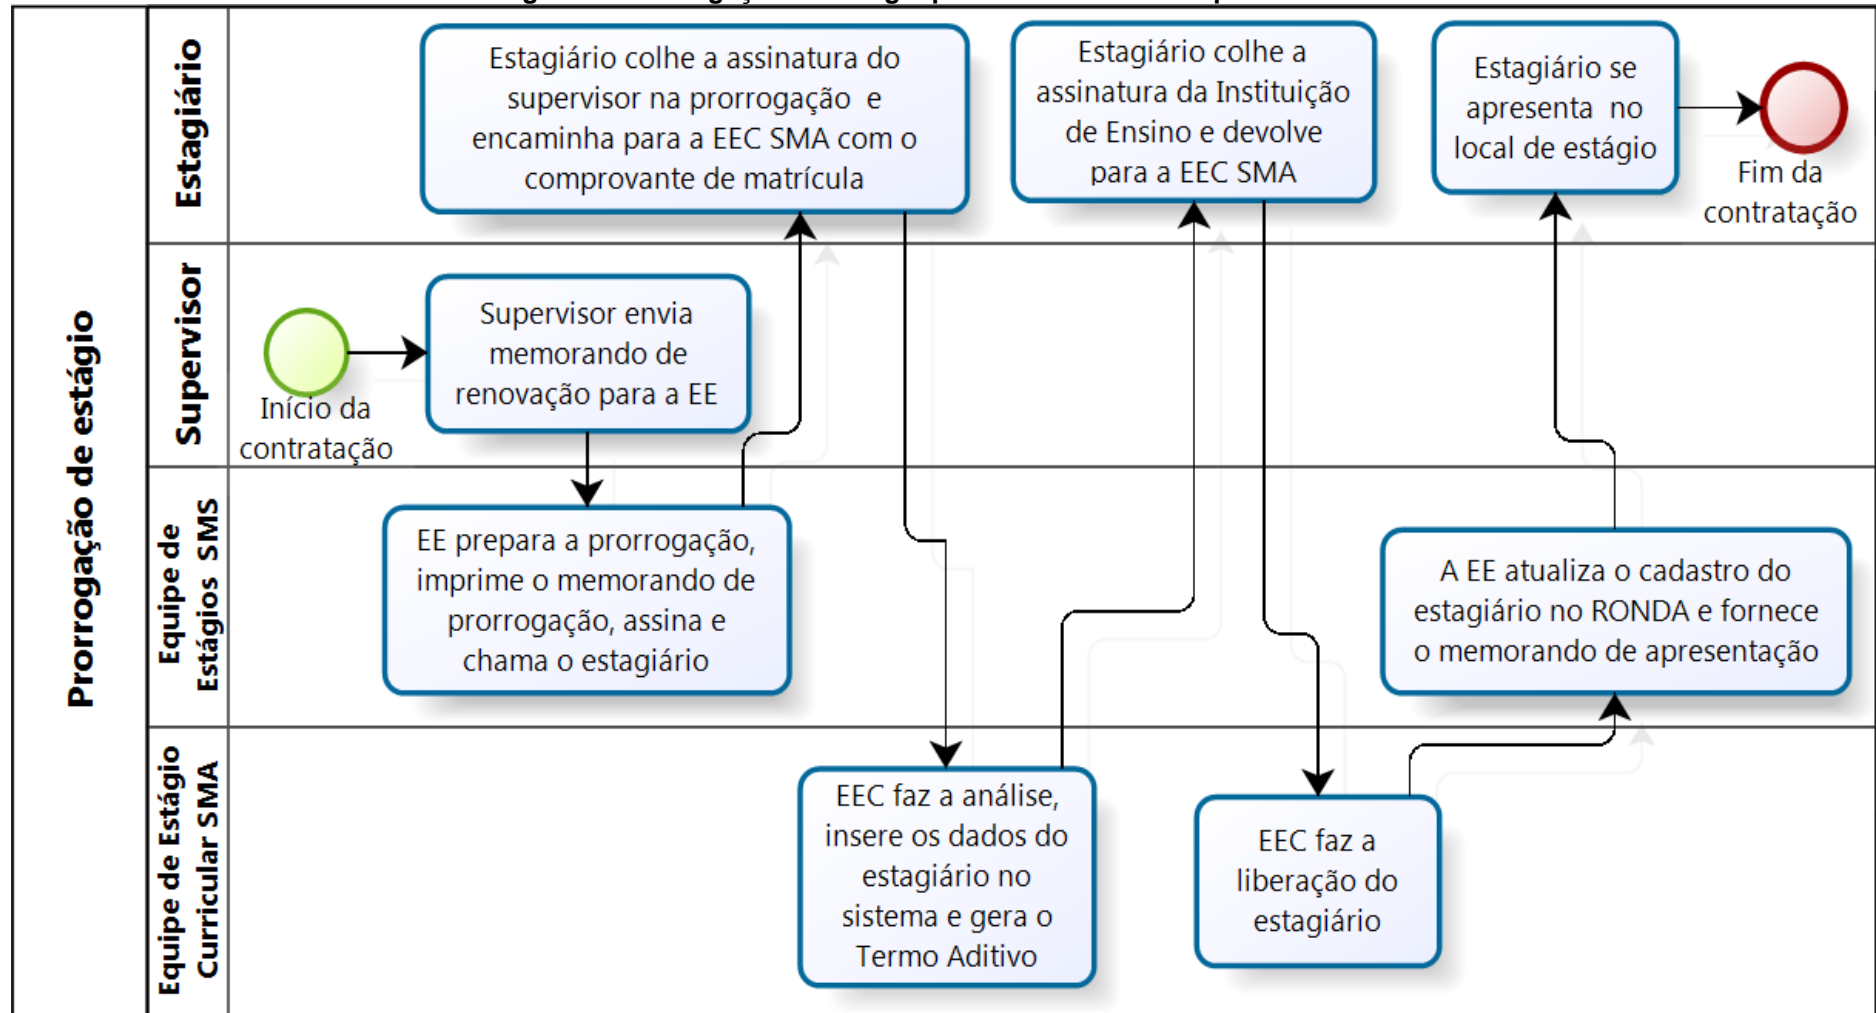 Prorrogação de estágio
Estagiário
Estagiário colhe a assinatura do
supervisor na prorrogação e
encaminha para a EEC SMA com o
comprovante de matrícula
Estagiário colhe a
assinatura da Instituição
de Ensino e devolve
para a EEC SMA
Estagiário se
apresenta no
local de estágio
Fim da
contratação
Supervisor
Início da
contratação
Supervisor envia
memorando de
renovação para a EE
Equipe de
Estágios SMS
EE prepara a prorrogação,
imprime o memorando de
prorrogação, assina e
chama o estagiário
A EE atualiza o cadastro do
estagiário no RONDA e fornece
o memorando de apresentação
Equipe de Estágio
Curricular SMA
EEC faz a análise,
insere os dados do
estagiário no
sistema e gera o
Termo Aditivo
EEC faz a
liberação do
estagiário